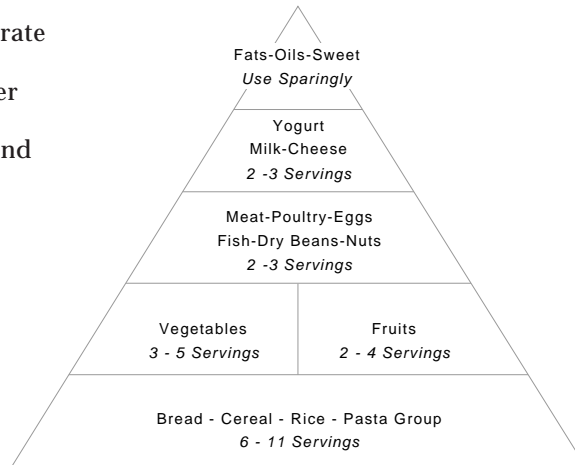 rate
er
nd
Fats-Oils-Sweet
Use Sparingly
Yogurt
Milk-Cheese
2 -3 Servings
Meat-Poultry-Eggs
Fish-Dry Beans-Nuts
2 -3 Servings
Vegetables
3 - 5 Servings
Fruits
2 - 4 Servings
Bread - Cereal - Rice - Pasta Group
6 - 11 Servings